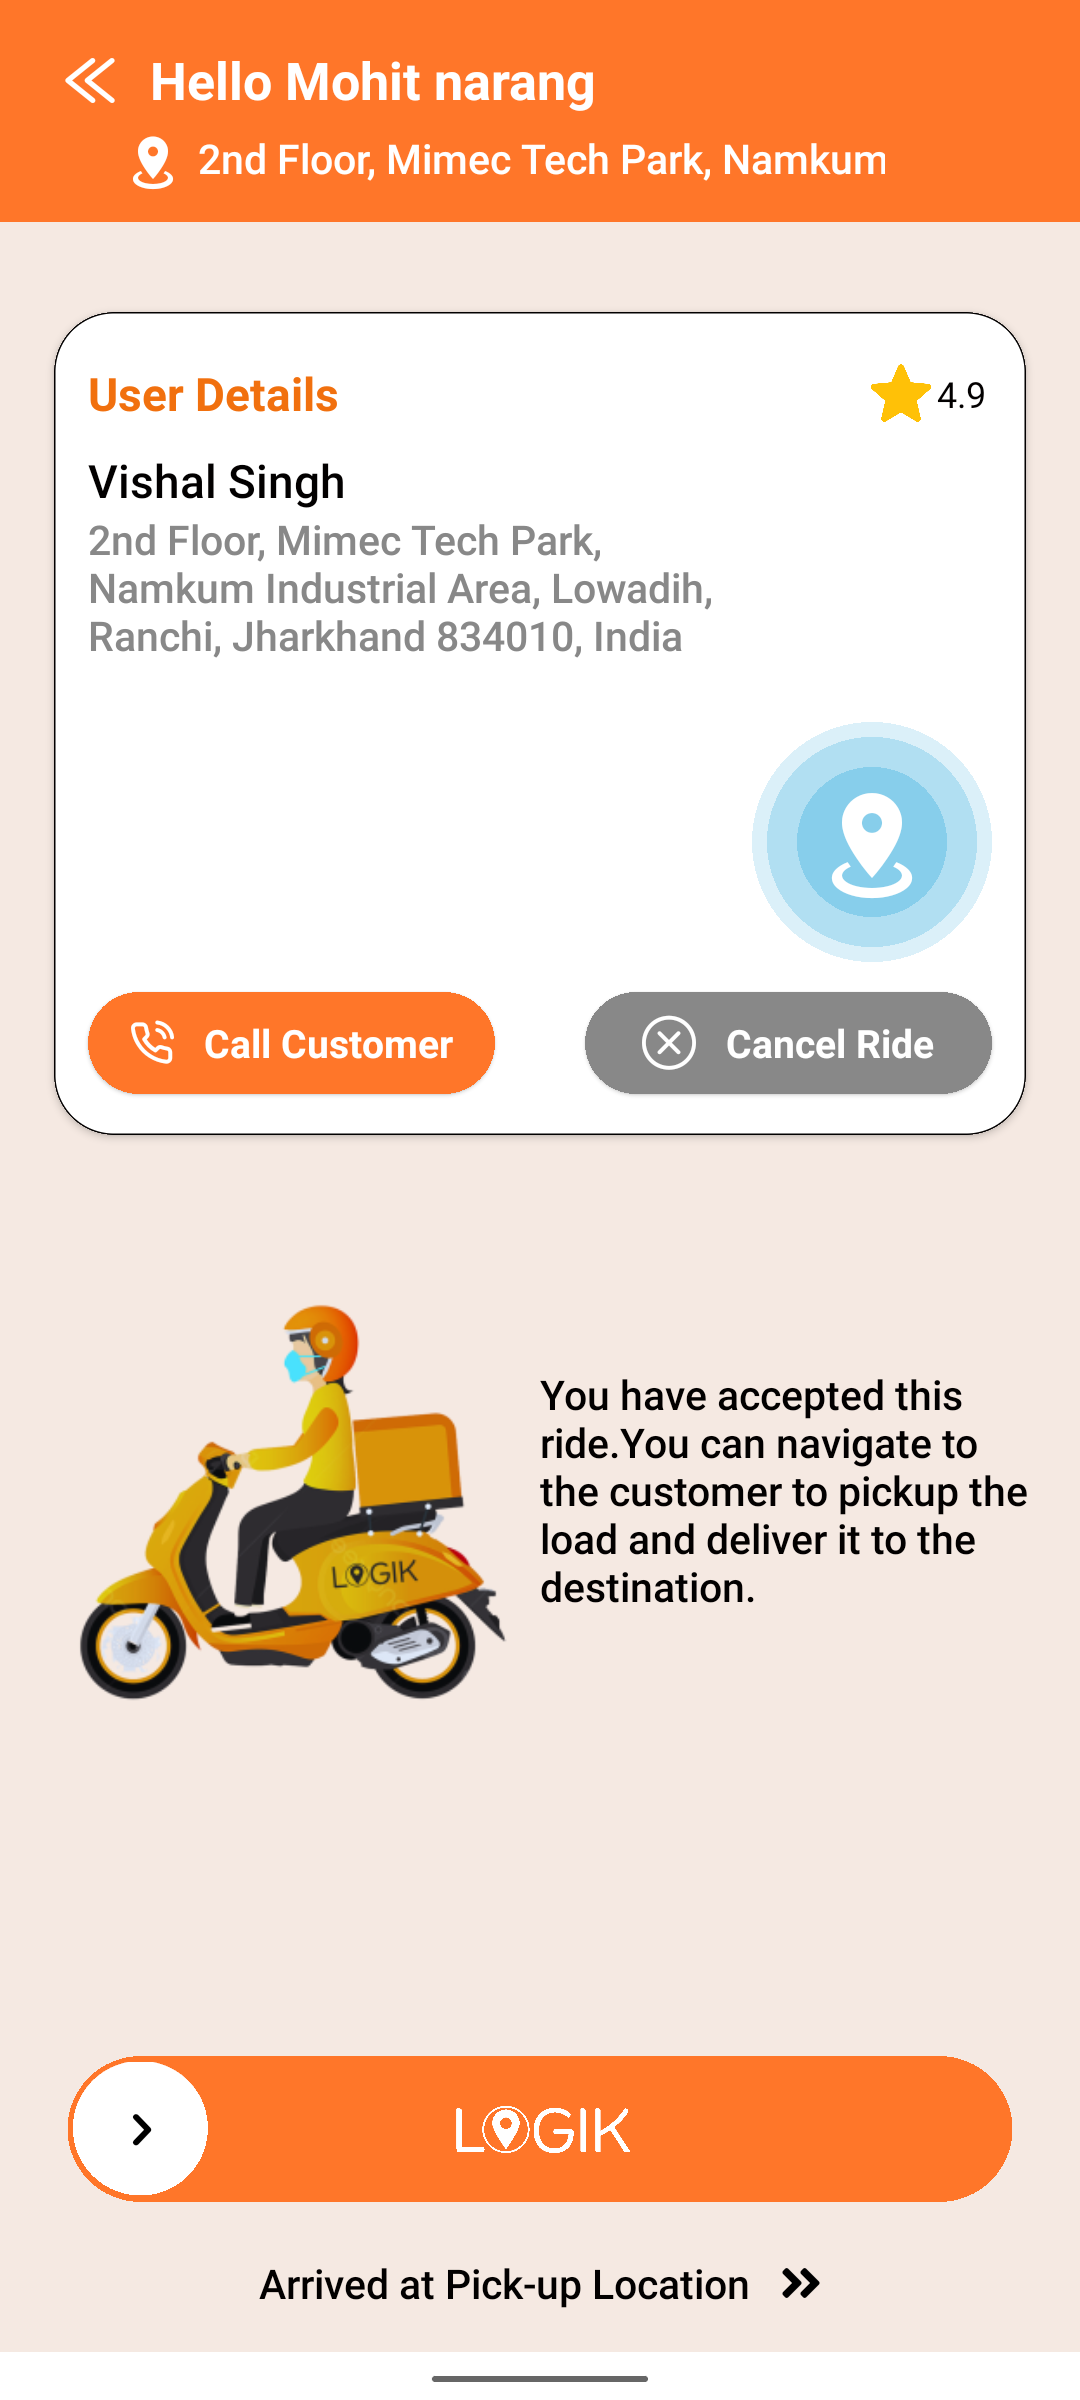 Hello Mohit narang
2nd Floor, Mimec Tech Park, Namkum
User Details
4.9
Vishal Singh
2nd Floor, Mimec Tech Park,
Namkum Industrial Area, Lowadih,
Ranchi, Jharkhand 834010, India
Call Customer
Cancel Ride
You have accepted this
ride.You can navigate to
the customer to pickup the
load and deliver it to the
destination.
LOGIK
LOGIK
Arrived at Pick-up Location